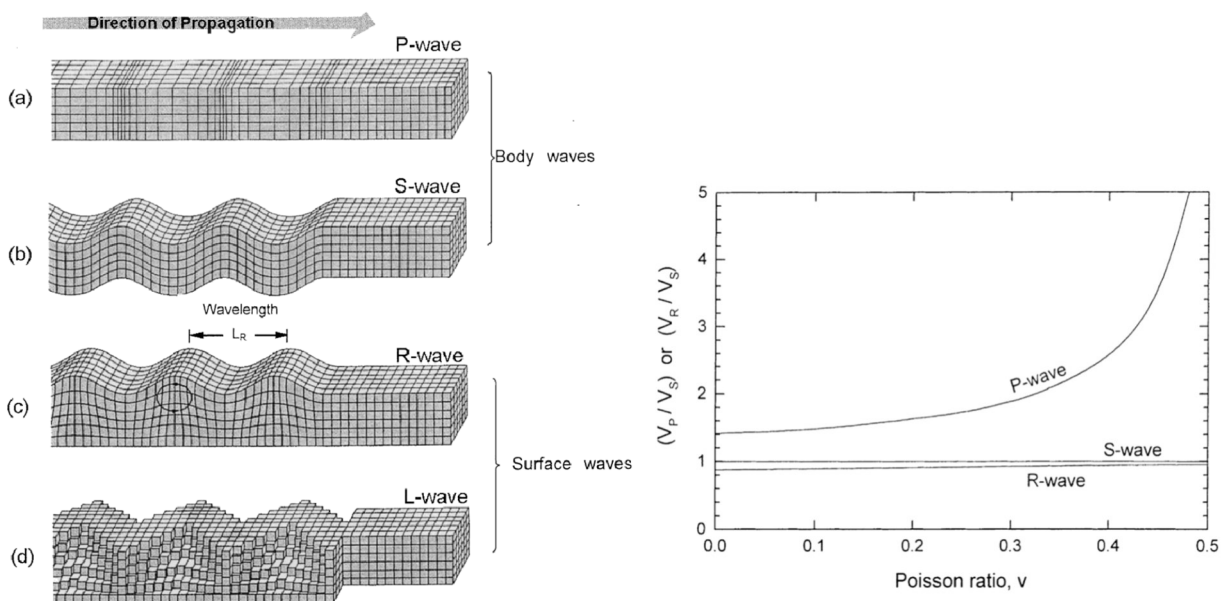 Direction of Propagation
P-wave
(a)
Body waves
S-wave
(b)
Wavelength
L_R
R-wave
(c)
Surface waves
L-wave
(d)
(V_P / V_S) or (V_R / V_S)
5
4
3
2
1
0
P-wave
S-wave
R-wave
0.0 0.1 0.2 0.3 0.4 0.5
Poisson ratio, v